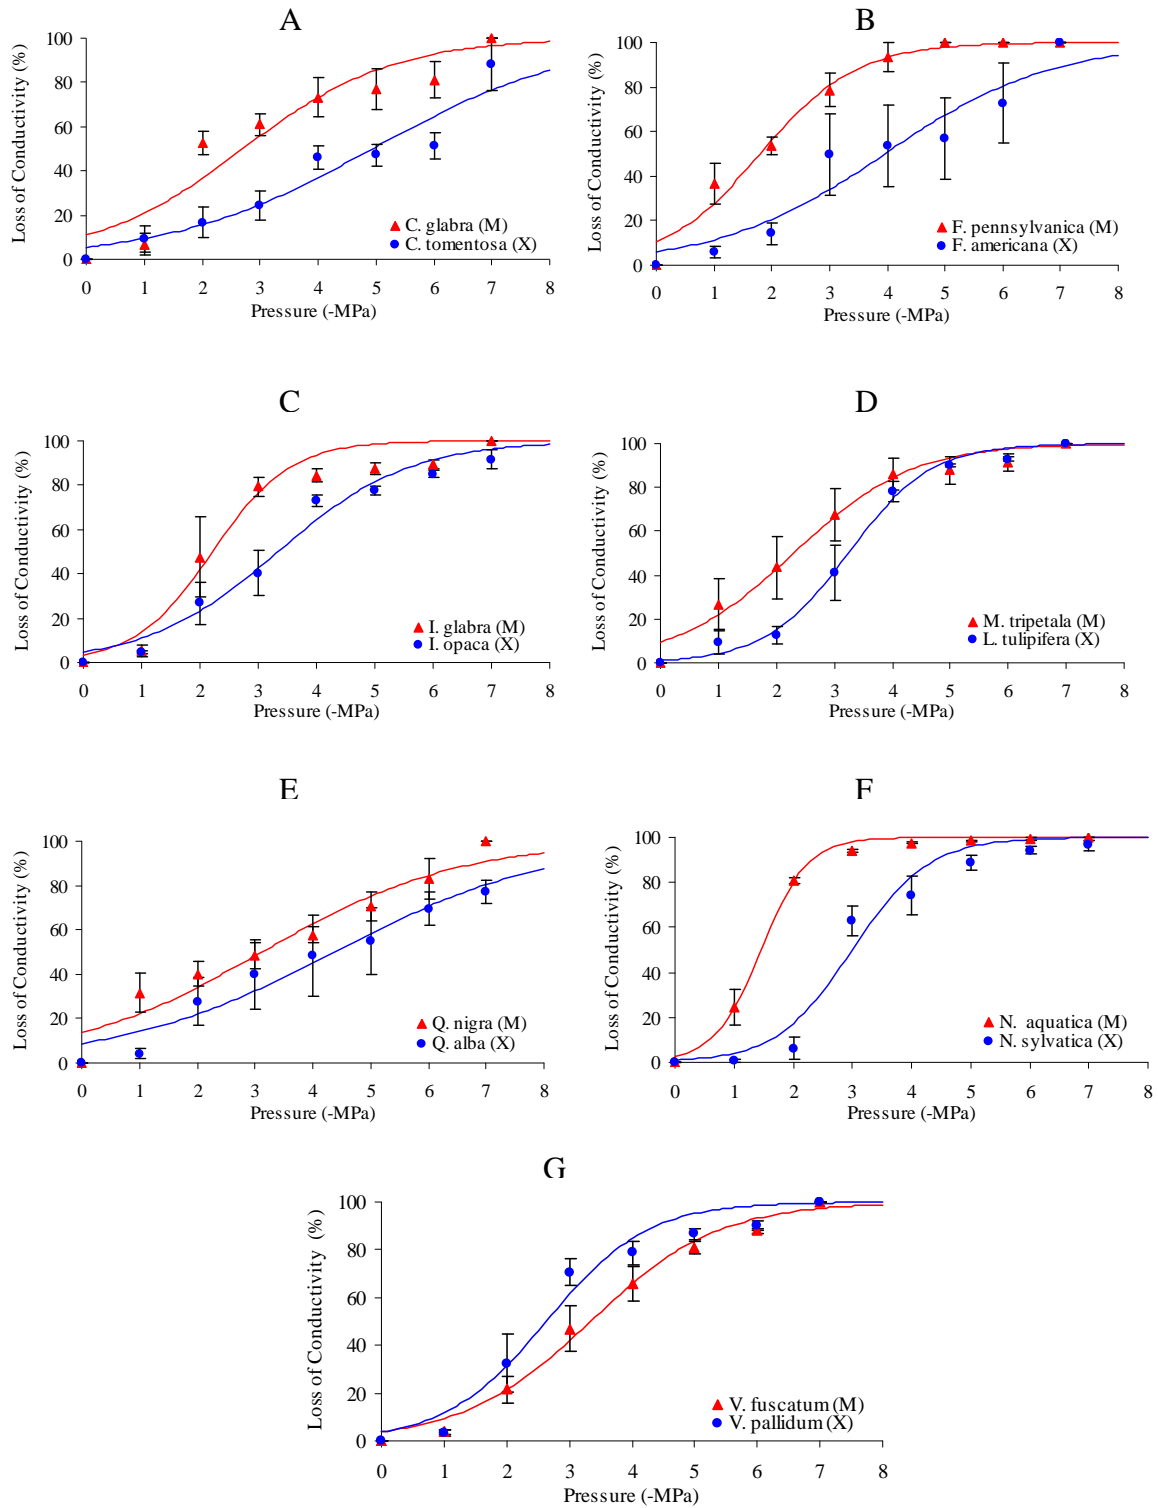 A
Loss of Conductivity (%)
100
80
60
40
20
0
C. glabra (M)
C. tomentosa (X)
0 1 2 3 4 5 6 7 8
Pressure (-MPa)
B
Loss of Conductivity (%)
100
80
60
40
20
0
F. pennsylvanica (M)
F. americana (X)
0 1 2 3 4 5 6 7 8
Pressure (-MPa)
C
Loss of Conductivity (%)
100
80
60
40
20
0
I. glabra (M)
I. opaca (X)
0 1 2 3 4 5 6 7 8
Pressure (-MPa)
D
Loss of Conductivity (%)
100
80
60
40
20
0
M. tripetala (M)
L. tulipifera (X)
0 1 2 3 4 5 6 7 8
Pressure (-MPa)
E
Loss of Conductivity (%)
100
80
60
40
20
0
Q. nigra (M)
Q. alba (X)
0 1 2 3 4 5 6 7 8
Pressure (-MPa)
F
Loss of Conductivity (%)
100
80
60
40
20
0
N. aquatica (M)
N. sylvatica (X)
0 1 2 3 4 5 6 7 8
Pressure (-MPa)
G
Loss of Conductivity (%)
100
80
60
40
20
0
V. fuscatum (M)
V. pallidum (X)
0 1 2 3 4 5 6 7 8
Pressure (-MPa)